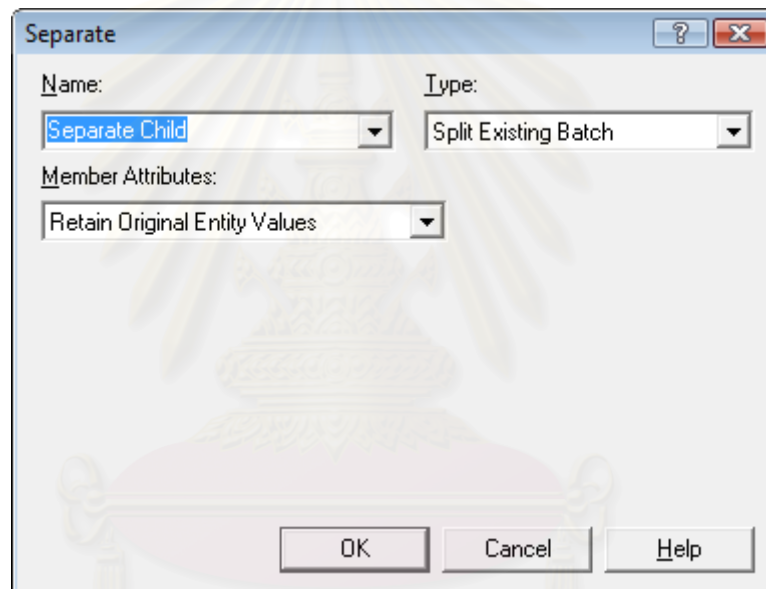 Separate
Name: Type:
Separate Child Split Existing Batch
Member Attributes:
Retain Original Entity Values
OK Cancel Help